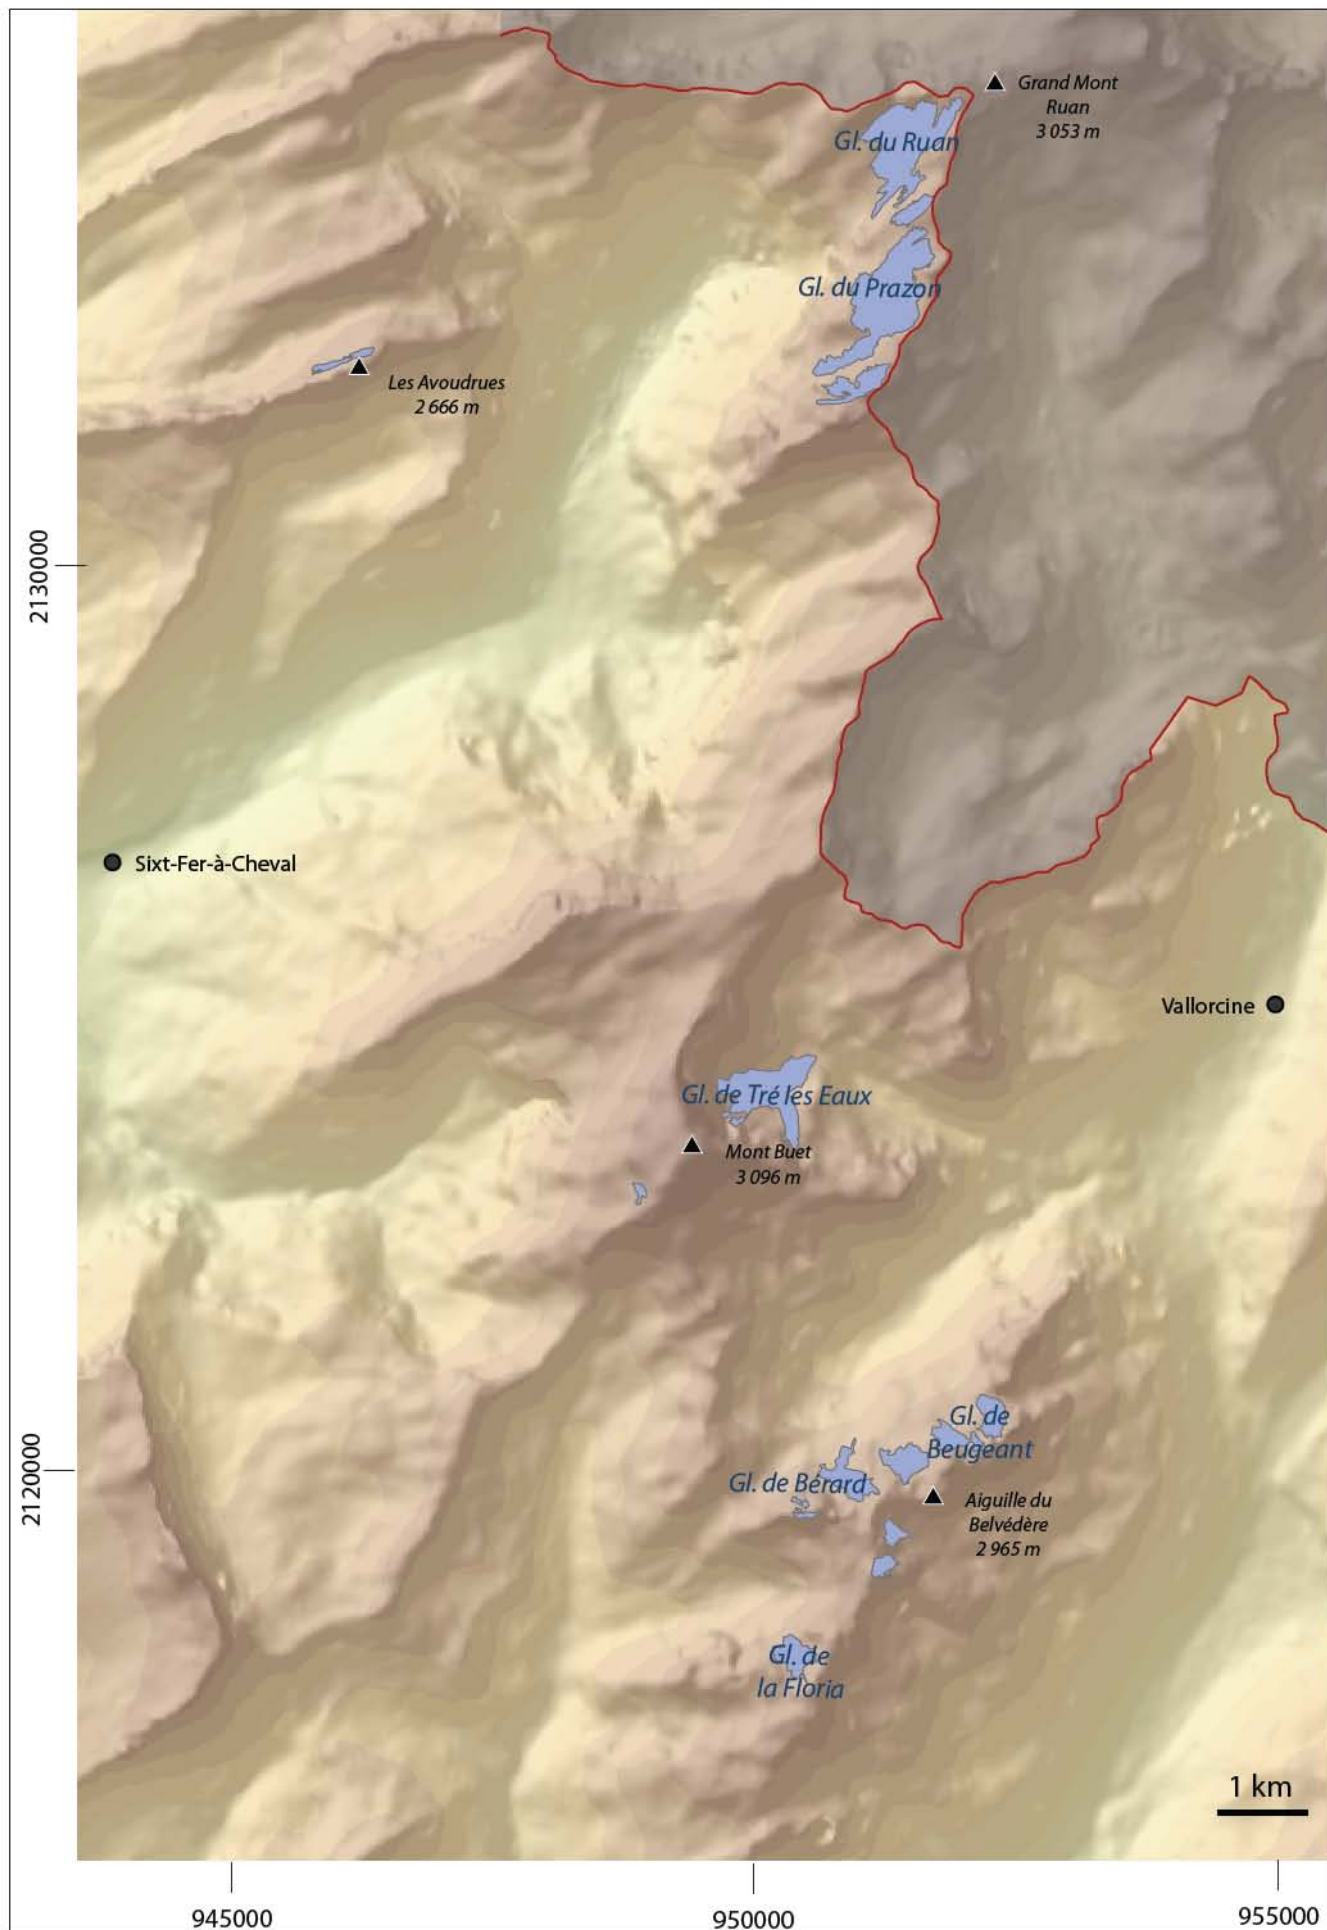 Grand Mont
Ruan
3 053 m
Gl. du Ruan
Gl. du Prazon
Les Avoudrues
2 666 m
2130000
Sixt-Fer-à-Cheval
Vallorcine
Gl. de Tré les Eaux
Mont Buet
3 096 m
Gl. de
Beugeant
2120000
Gl. de Bérard
Aiguille du
Belvédère
2 965 m
Gl. de
la Floria
1 km
945000
950000
955000